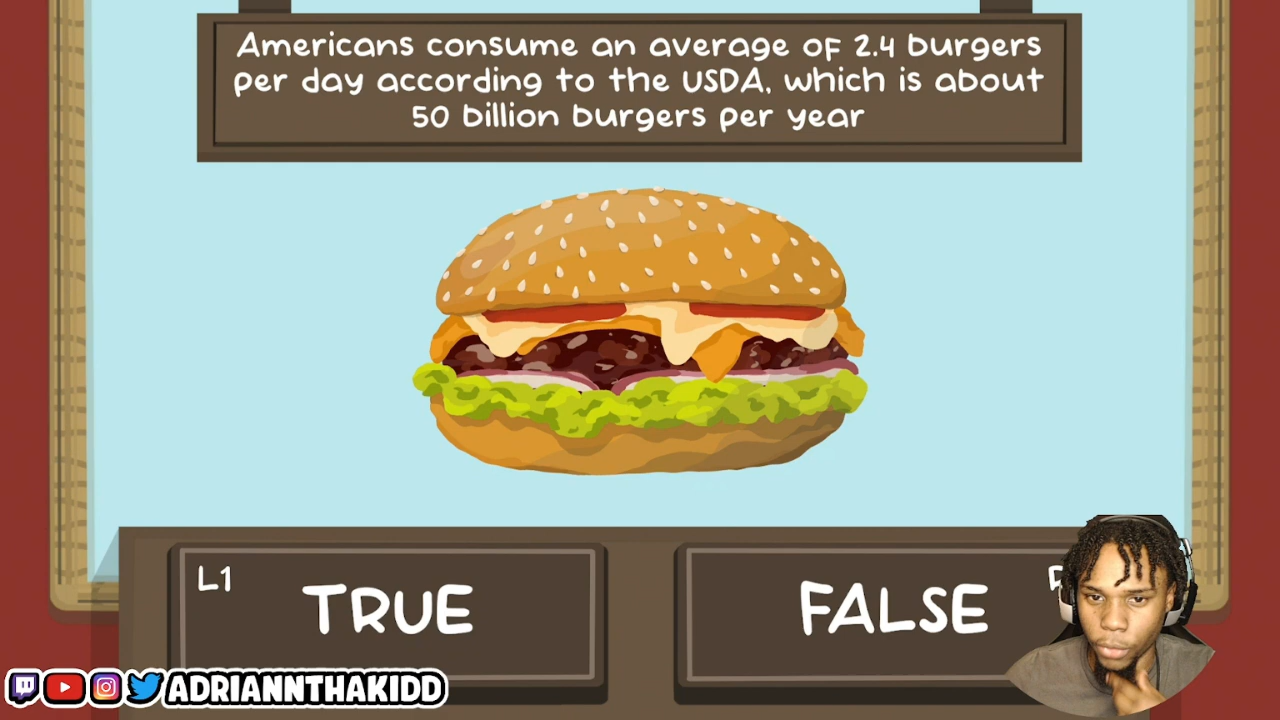 Americans consume an average of 2.4 burgers
per day according to the USDA, which is about
50 billion burgers per year
L1
TRUE
FALSE
ADRIANNTHAKIDD